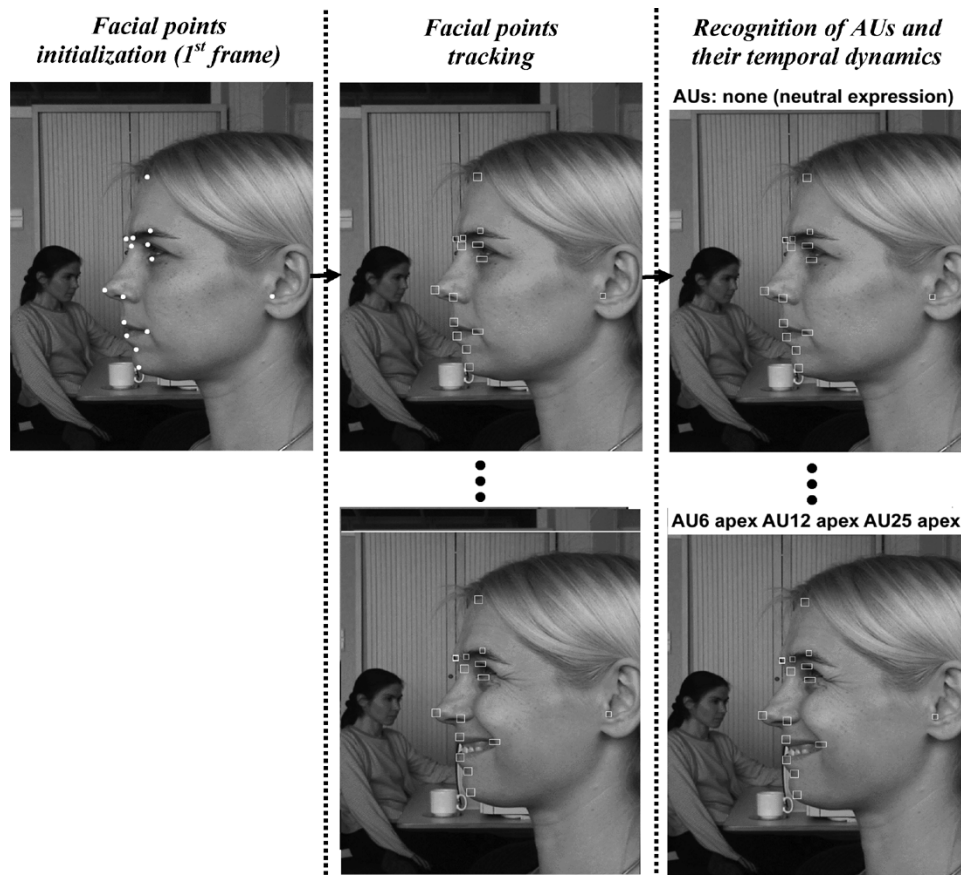 Facial points
initialization (1st frame)
Facial points
tracking
Recognition of AUs and
their temporal dynamics
AUs: none (neutral expression)
AU6 apex AU12 apex AU25 apex